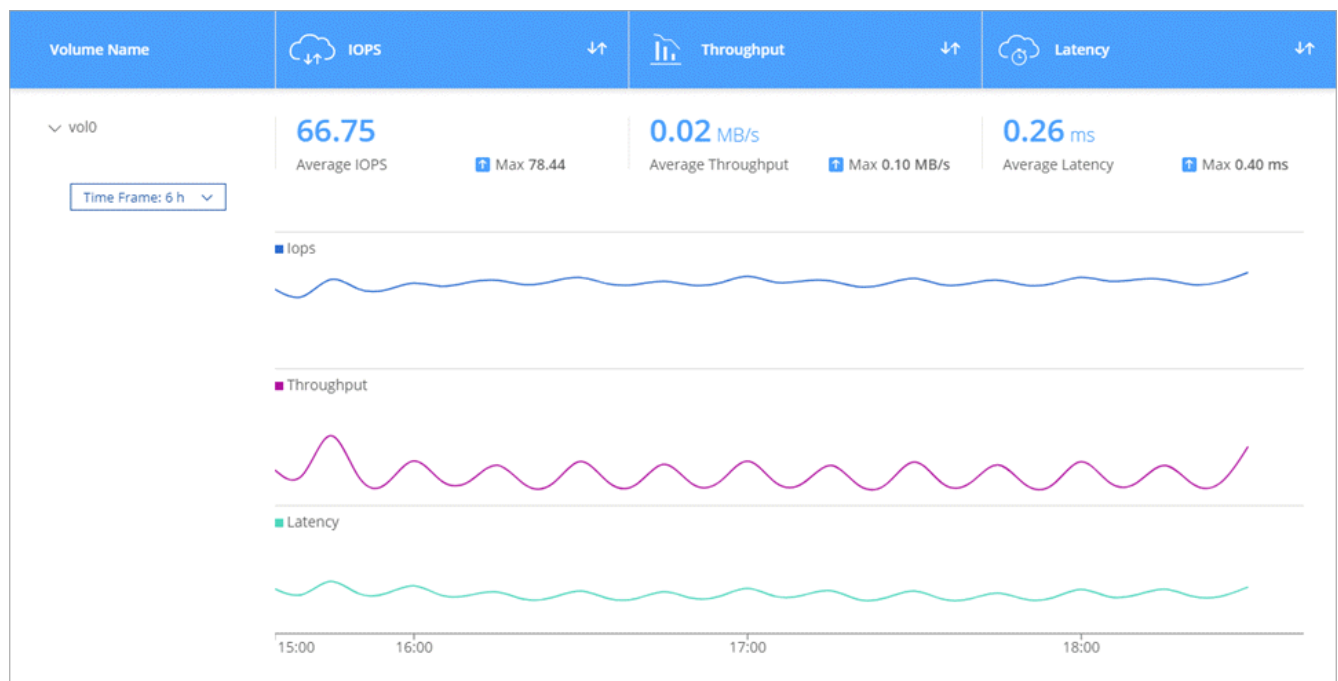 Volume Name IOPS Throughput Latency
vol0 66.75 0.02 MB/s 0.26 ms
Average IOPS Max 78.44 Average Throughput Max 0.10 MB/s Average Latency Max 0.40 ms
Time Frame: 6 h
Iops
Throughput
Latency
15:00 16:00 17:00 18:00